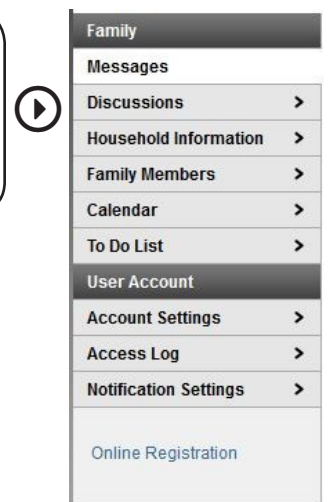 Family
Messages
Discussions
Household Information
Family Members
Calendar
To Do List
User Account
Account Settings
Access Log
Notification Settings
Online Registration